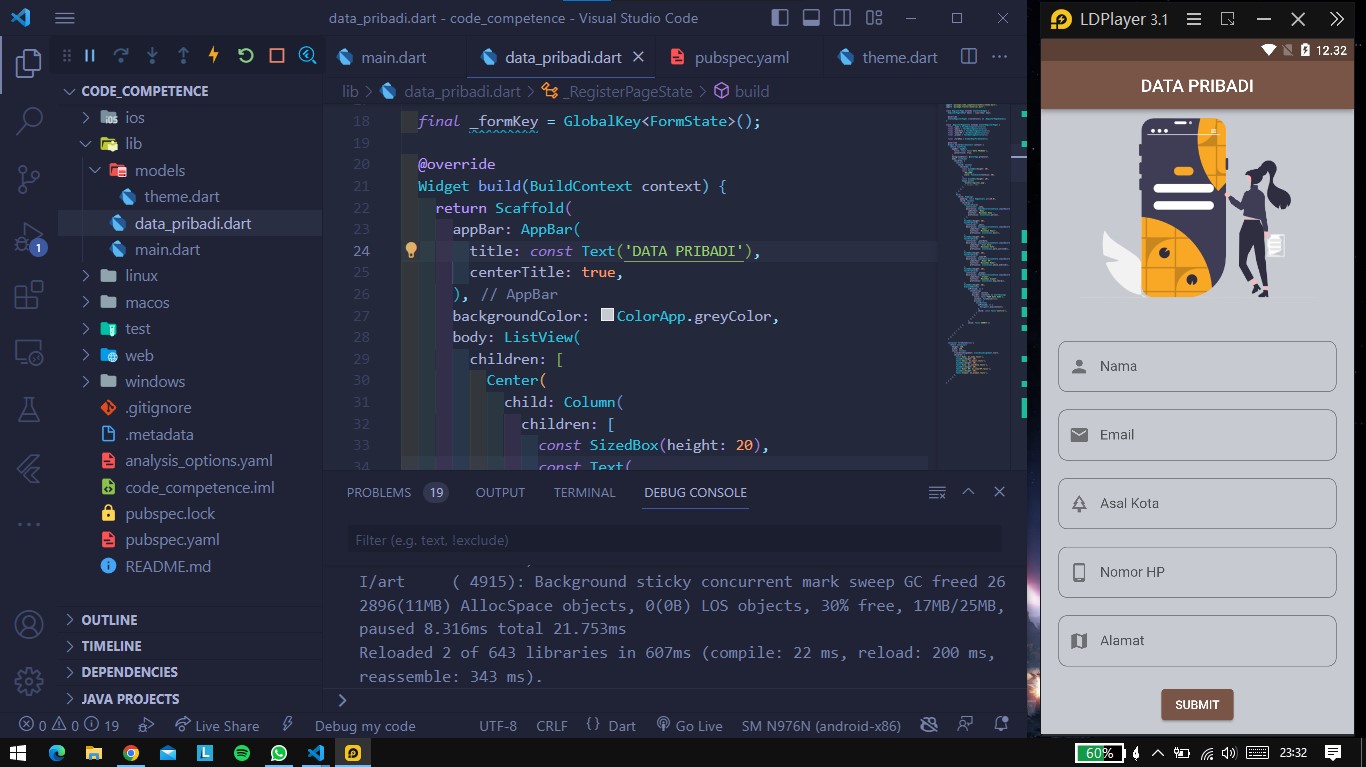 data_pribadi.dart - code_competence - Visual Studio Code
main.dart
data_pribadi.dart
pubspec.yaml
theme.dart
lib > data_pribadi.dart > _RegisterPageState > build
CODE_COMPETENCE
ios
lib
models
theme.dart
data_pribadi.dart
main.dart
linux
macos
test
web
windows
.gitignore
.metadata
analysis_options.yaml
code_competence.iml
pubspec.lock
pubspec.yaml
README.md
OUTLINE
TIMELINE
DEPENDENCIES
JAVA PROJECTS
1
18 final _formKey = GlobalKey<FormState>();
19
20 @override
21 Widget build(BuildContext context) {
22 return Scaffold(
23 appBar: AppBar(
24 title: const Text('DATA PRIBADI'),
25 centerTitle: true,
26 ), // AppBar
27 backgroundColor: ColorApp.greyColor,
28 body: ListView(
29 children: [
30 Center(
31 child: Column(
32 children: [
33 const SizedBox(height: 20),
34 const Text(
PROBLEMS 19 OUTPUT TERMINAL DEBUG CONSOLE
Filter (e.g. text, !exclude)
I/art ( 4915): Background sticky concurrent mark sweep GC freed 26
2896(11MB) AllocSpace objects, 0(0B) LOS objects, 30% free, 17MB/25MB,
paused 8.316ms total 21.753ms
Reloaded 2 of 643 libraries in 607ms (compile: 22 ms, reload: 200 ms,
reassemble: 343 ms).
0 0 19 Live Share Debug my code UTF-8 CRLF {} Dart Go Live SM N976N (android-x86)
LDPlayer 3.1
12.32
DATA PRIBADI
Nama
Email
Asal Kota
Nomor HP
Alamat
SUBMIT
60% 23:32